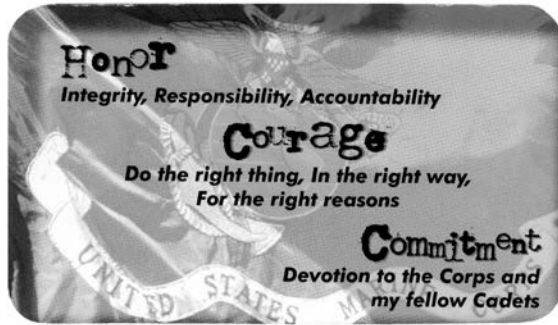 Honor
Integrity, Responsibility, Accountability
Courage
Do the right thing, In the right way,
For the right reasons
Commitment
Devotion to the Corps and
my fellow Cadets
UNITED STATES MARINE CORPS